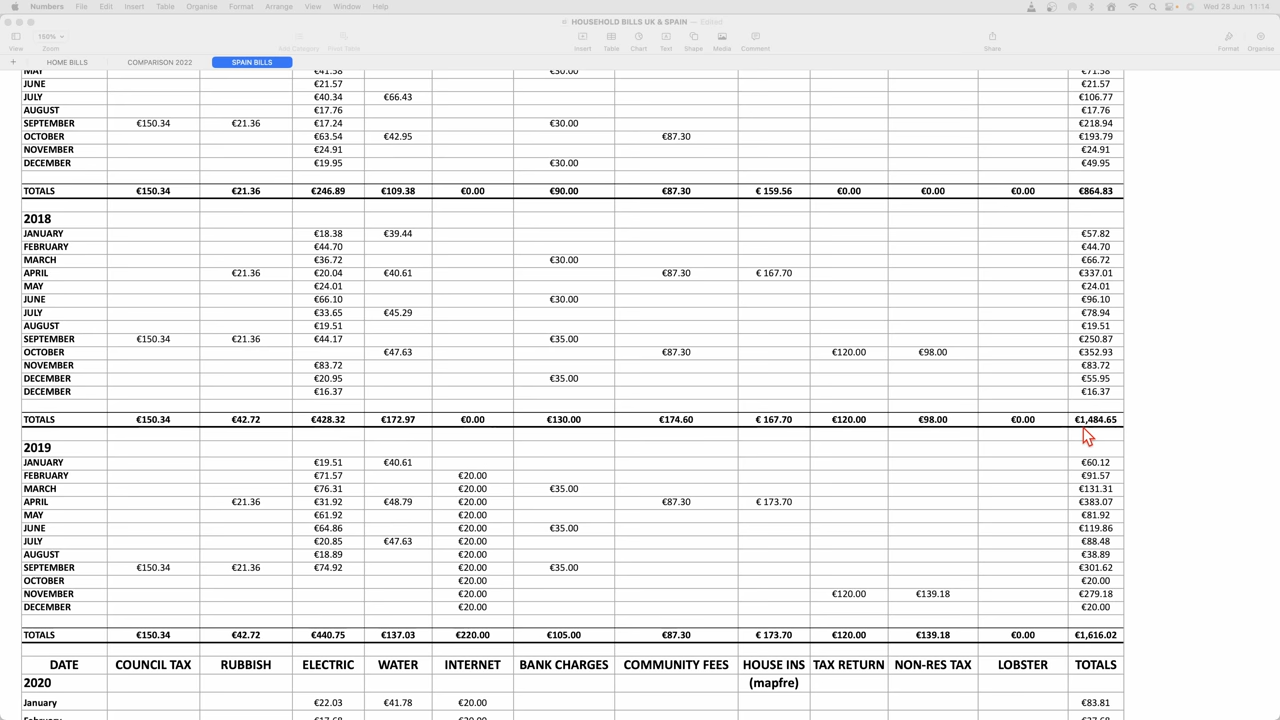 Numbers File Edit Insert Table Organise Format Arrange View Window Help Wed 28 Jun 11:14
HOUSEHOLD BILLS UK & SPAIN — Edited
150%
View Zoom Add Category Pivot Table Insert Table Chart Text Shape Media Comment Share Format Organise
+ HOME BILLS COMPARISON 2022 SPAIN BILLS
MAY €41.58 €30.00 €71.58
JUNE €21.57 €21.57
JULY €40.34 €66.43 €106.77
AUGUST €17.76 €17.76
SEPTEMBER €150.34 €21.36 €17.24 €30.00 €218.94
OCTOBER €63.54 €42.95 €87.30 €193.79
NOVEMBER €24.91 €24.91
DECEMBER €19.95 €30.00 €49.95
TOTALS €150.34 €21.36 €246.89 €109.38 €0.00 €90.00 €87.30 € 159.56 €0.00 €0.00 €0.00 €864.83
2018
JANUARY €18.38 €39.44 €57.82
FEBRUARY €44.70 €44.70
MARCH €36.72 €30.00 €66.72
APRIL €21.36 €20.04 €40.61 €87.30 € 167.70 €337.01
MAY €24.01 €24.01
JUNE €66.10 €30.00 €96.10
JULY €33.65 €45.29 €78.94
AUGUST €19.51 €19.51
SEPTEMBER €150.34 €21.36 €44.17 €35.00 €250.87
OCTOBER €47.63 €87.30 €120.00 €98.00 €352.93
NOVEMBER €83.72 €83.72
DECEMBER €20.95 €35.00 €55.95
DECEMBER €16.37 €16.37
TOTALS €150.34 €42.72 €428.32 €172.97 €0.00 €130.00 €174.60 € 167.70 €120.00 €98.00 €0.00 €1,484.65
2019
JANUARY €19.51 €40.61 €60.12
FEBRUARY €71.57 €20.00 €91.57
MARCH €76.31 €20.00 €35.00 €131.31
APRIL €21.36 €31.92 €48.79 €20.00 €87.30 € 173.70 €383.07
MAY €61.92 €20.00 €81.92
JUNE €64.86 €20.00 €35.00 €119.86
JULY €20.85 €47.63 €20.00 €88.48
AUGUST €18.89 €20.00 €38.89
SEPTEMBER €150.34 €21.36 €74.92 €20.00 €35.00 €301.62
OCTOBER €20.00 €20.00
NOVEMBER €20.00 €120.00 €139.18 €279.18
DECEMBER €20.00 €20.00
TOTALS €150.34 €42.72 €440.75 €137.03 €220.00 €105.00 €87.30 € 173.70 €120.00 €139.18 €0.00 €1,616.02
DATE COUNCIL TAX RUBBISH ELECTRIC WATER INTERNET BANK CHARGES COMMUNITY FEES HOUSE INS TAX RETURN NON-RES TAX LOBSTER TOTALS
2020 (mapfre)
January €22.03 €41.78 €20.00 €83.81